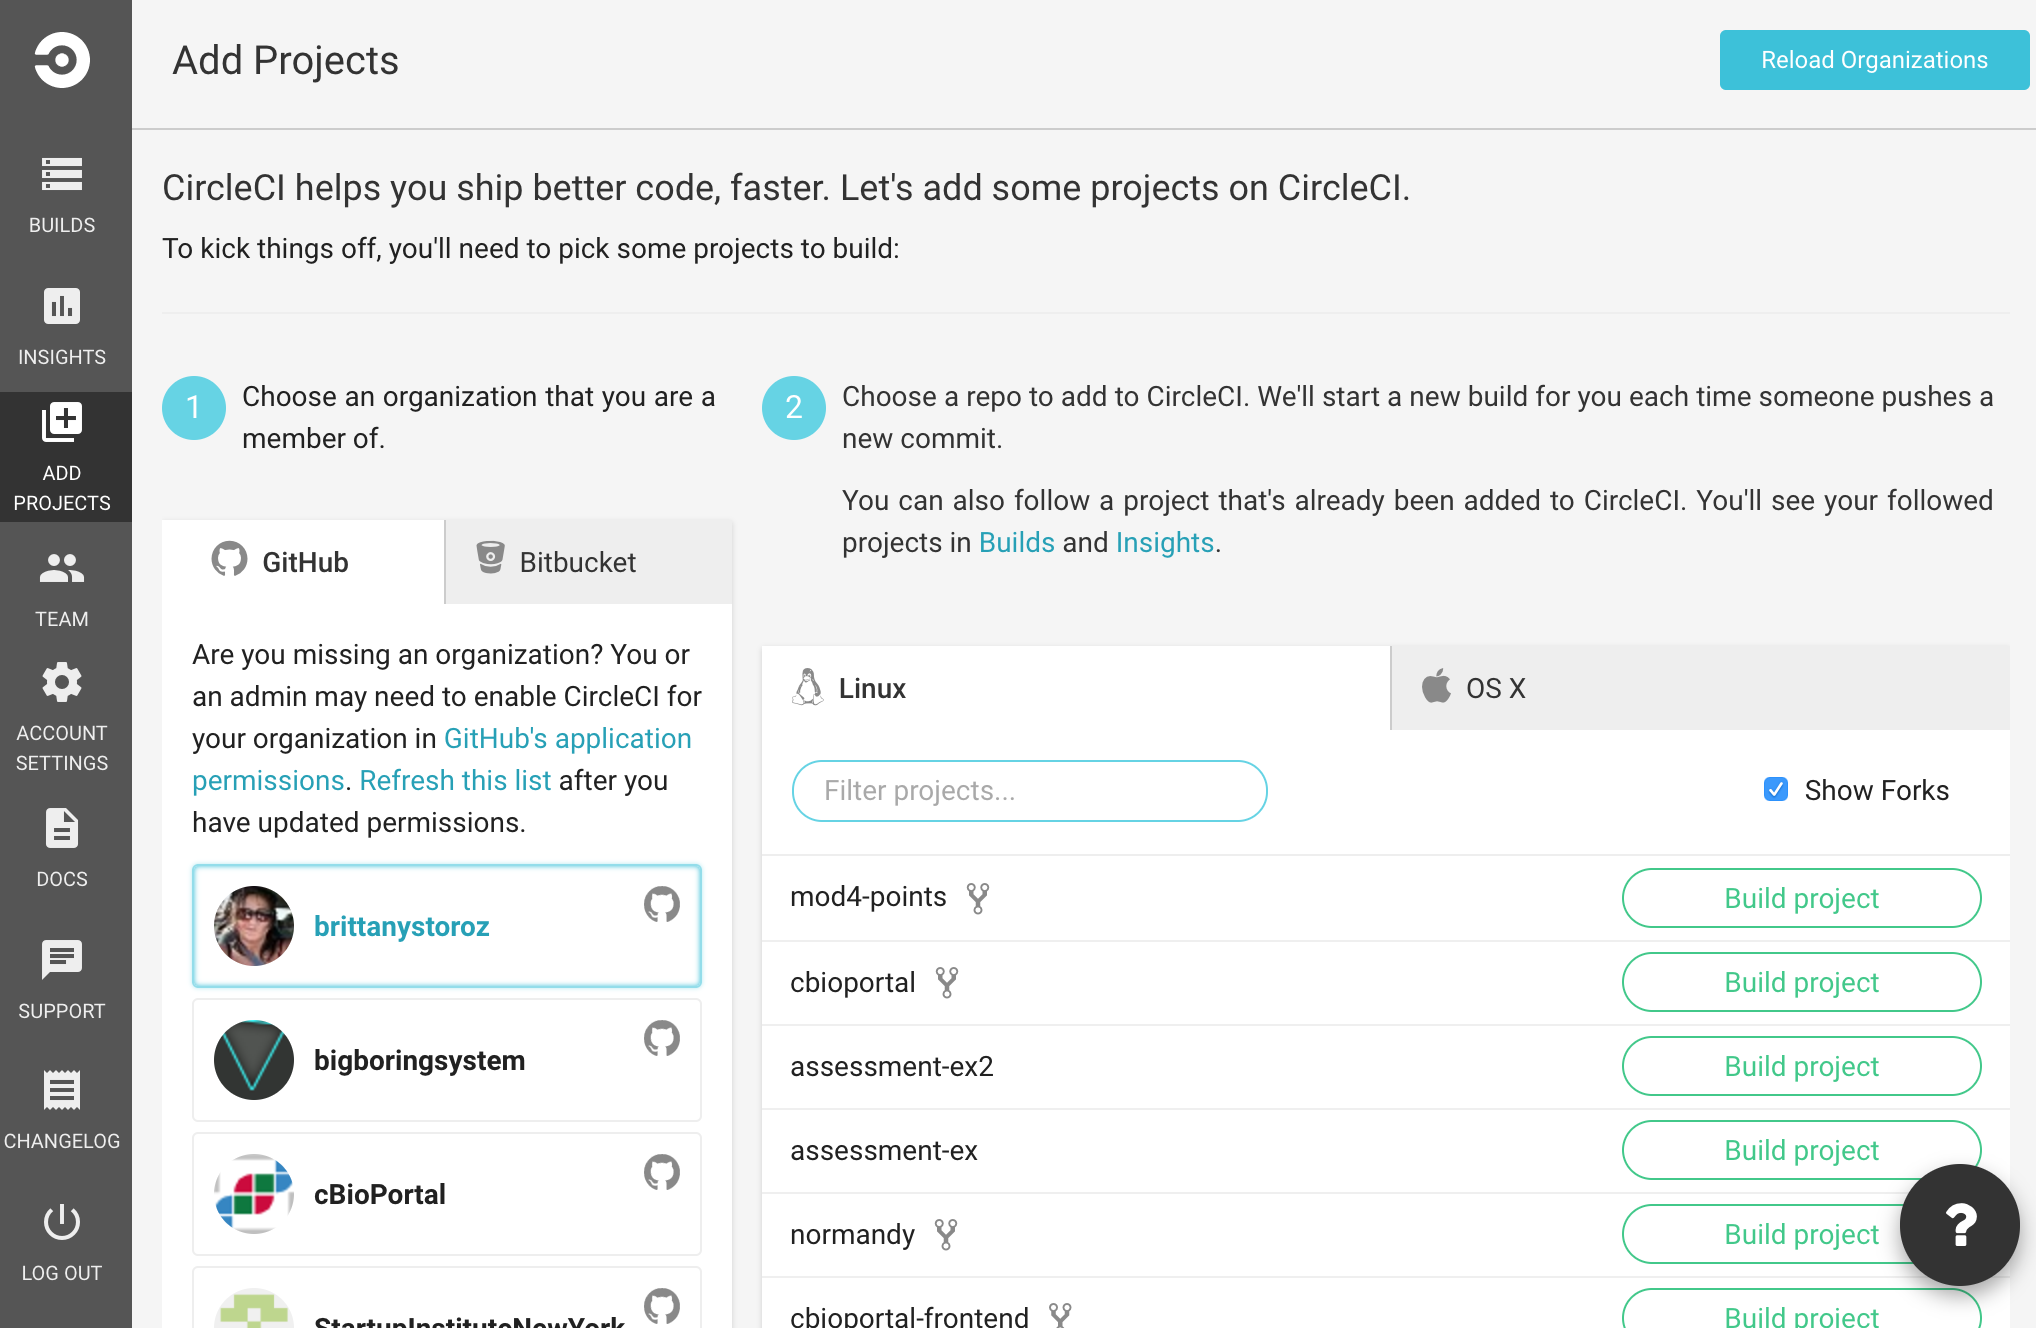 Add Projects
Reload Organizations
BUILDS
INSIGHTS
ADD
PROJECTS
TEAM
ACCOUNT
SETTINGS
DOCS
SUPPORT
CHANGELOG
LOG OUT
CircleCI helps you ship better code, faster. Let's add some projects on CircleCI.
To kick things off, you'll need to pick some projects to build:
1
Choose an organization that you are a
member of.
GitHub
Bitbucket
Are you missing an organization? You or
an admin may need to enable CircleCI for
your organization in GitHub's application
permissions. Refresh this list after you
have updated permissions.
brittanystoroz
bigboringsystem
cBioPortal
StartupInstituteNewYork
2
Choose a repo to add to CircleCI. We'll start a new build for you each time someone pushes a
new commit.
You can also follow a project that's already been added to CircleCI. You'll see your followed
projects in Builds and Insights.
Linux
OS X
Filter projects...
Show Forks
mod4-points
Build project
cbioportal
Build project
assessment-ex2
Build project
assessment-ex
Build project
normandy
Build project
cbioportal-frontend
Build project
?